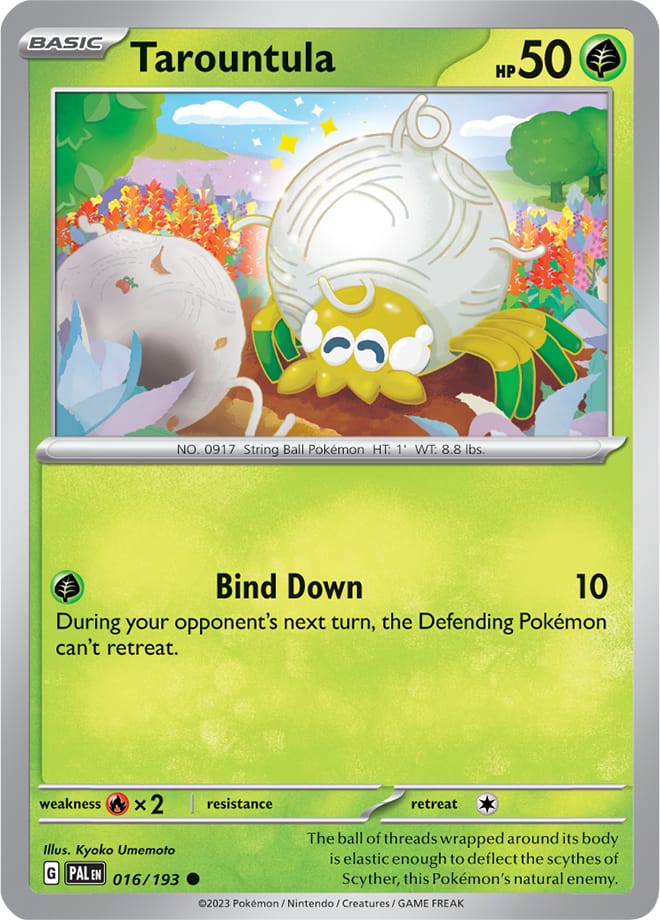 BASIC Tarountula HP 50
NO. 0917 String Ball Pokémon HT: 1' WT: 8.8 lbs.
Bind Down 10
During your opponent's next turn, the Defending Pokémon
can't retreat.
weakness ×2 resistance retreat
Illus. Kyoko Umemoto
The ball of threads wrapped around its body
is elastic enough to deflect the scythes of
Scyther, this Pokémon's natural enemy.
G PAL EN 016/193
©2023 Pokémon / Nintendo / Creatures / GAME FREAK